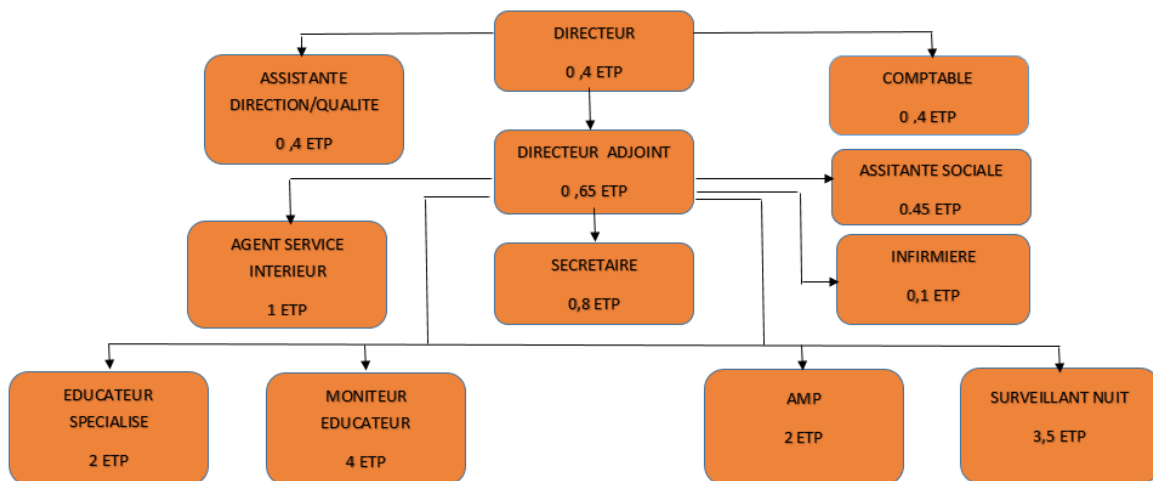 DIRECTEUR
0 ,4 ETP
ASSISTANTE
DIRECTION/QUALITE
0 ,4 ETP
COMPTABLE
0 ,4 ETP
DIRECTEUR ADJOINT
0 ,65 ETP
ASSITANTE SOCIALE
0.45 ETP
AGENT SERVICE
INTERIEUR
1 ETP
SECRETAIRE
0,8 ETP
INFIRMIERE
0,1 ETP
EDUCATEUR
SPECIALISE
2 ETP
MONITEUR
EDUCATEUR
4 ETP
AMP
2 ETP
SURVEILLANT NUIT
3,5 ETP